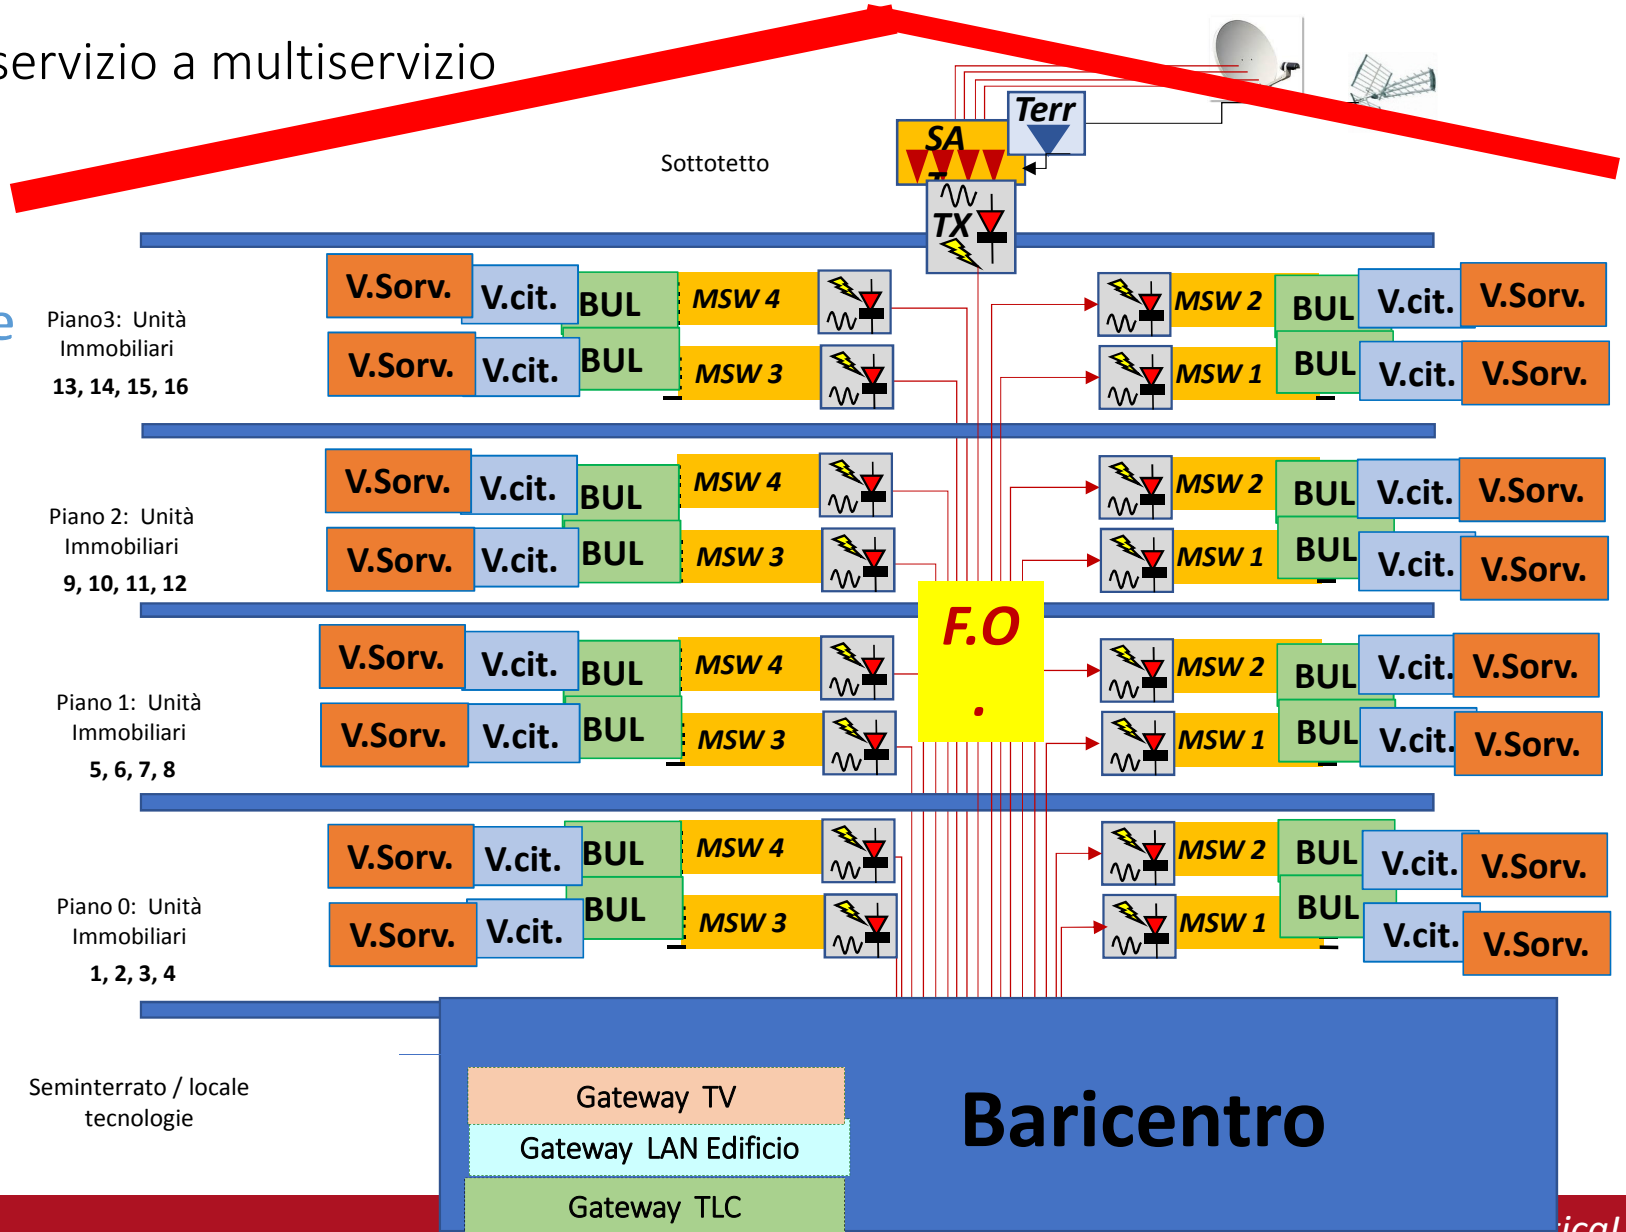 servizio a multiservizio
Terr
SA
T
TX
Sottotetto
e
Piano3: Unità
Immobiliari
13, 14, 15, 16
V.Sorv. V.cit. BUL MSW 4
V.Sorv. V.cit. BUL MSW 3
MSW 2 BUL V.cit. V.Sorv.
MSW 1 BUL V.cit. V.Sorv.
Piano 2: Unità
Immobiliari
9, 10, 11, 12
V.Sorv. V.cit. BUL MSW 4
V.Sorv. V.cit. BUL MSW 3
MSW 2 BUL V.cit. V.Sorv.
MSW 1 BUL V.cit. V.Sorv.
F.O
.
Piano 1: Unità
Immobiliari
5, 6, 7, 8
V.Sorv. V.cit. BUL MSW 4
V.Sorv. V.cit. BUL MSW 3
MSW 2 BUL V.cit. V.Sorv.
MSW 1 BUL V.cit. V.Sorv.
Piano 0: Unità
Immobiliari
1, 2, 3, 4
V.Sorv. V.cit. BUL MSW 4
V.Sorv. V.cit. BUL MSW 3
MSW 2 BUL V.cit. V.Sorv.
MSW 1 BUL V.cit. V.Sorv.
Seminterrato / locale
tecnologie
Gateway TV
Gateway LAN Edificio
Gateway TLC
Baricentro
ical